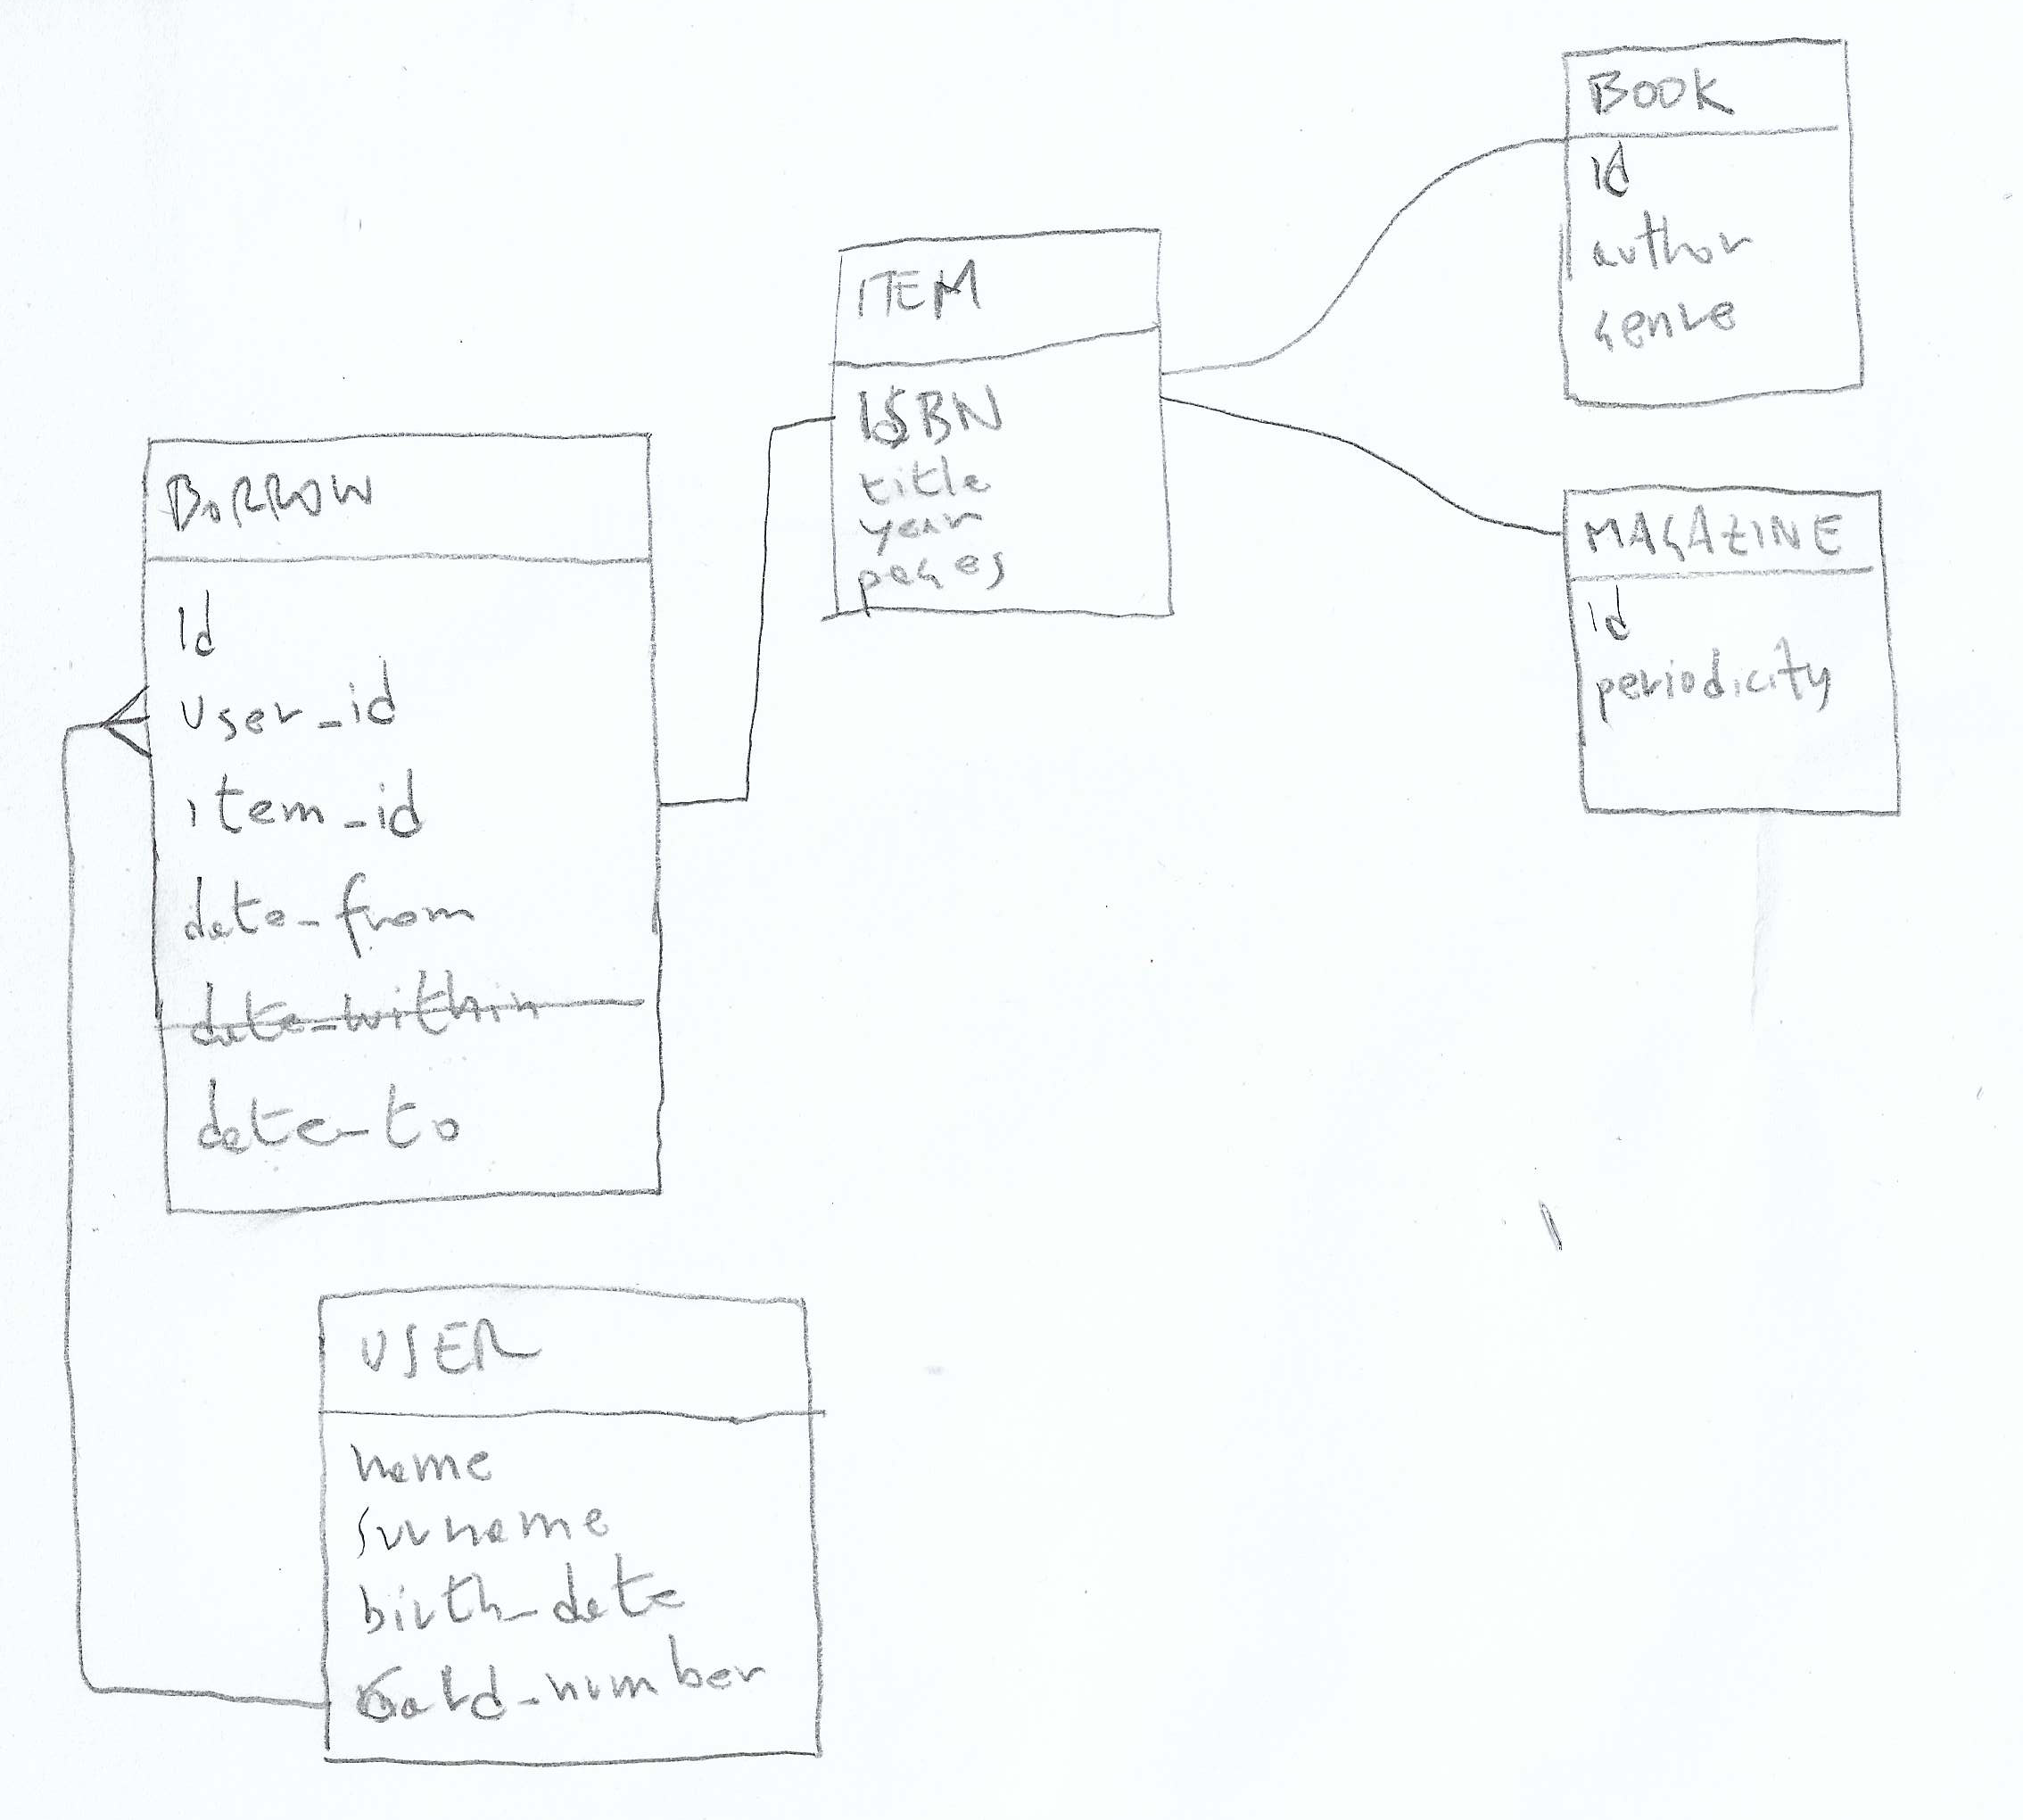 BOOK
id
author
genre
ITEM
ISBN
title
year
pages
MAGAZINE
id
periodicity
BORROW
id
user_id
item_id
date_from
date_within
date_to
USER
name
surname
birth_date
card_number